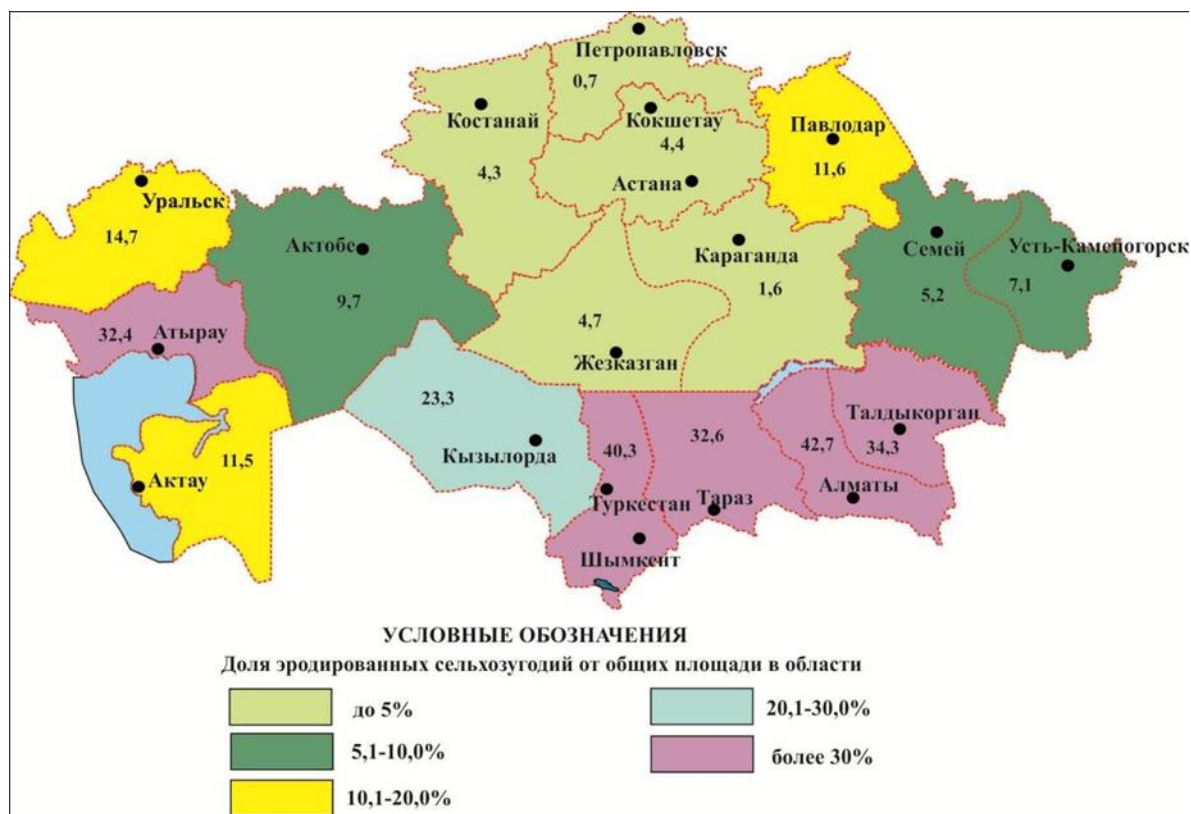 Петропавловск
0,7
Костанай
4,3
Кокшетау
4,4
Астана
Павлодар
11,6
Уральск
14,7
Актобе
9,7
Караганда
1,6
Семей
5,2
Усть-Каменогорск
7,1
32,4
Атырау
4,7
Жезказган
23,3
Кызылорда
40,3
Туркестан
Шымкент
32,6
Тараз
42,7
Алматы
Талдыкорган
34,3
11,5
Актау
УСЛОВНЫЕ ОБОЗНАЧЕНИЯ
Доля эродированных сельхозугодий от общих площади в области
до 5%
5,1-10,0%
10,1-20,0%
20,1-30,0%
более 30%